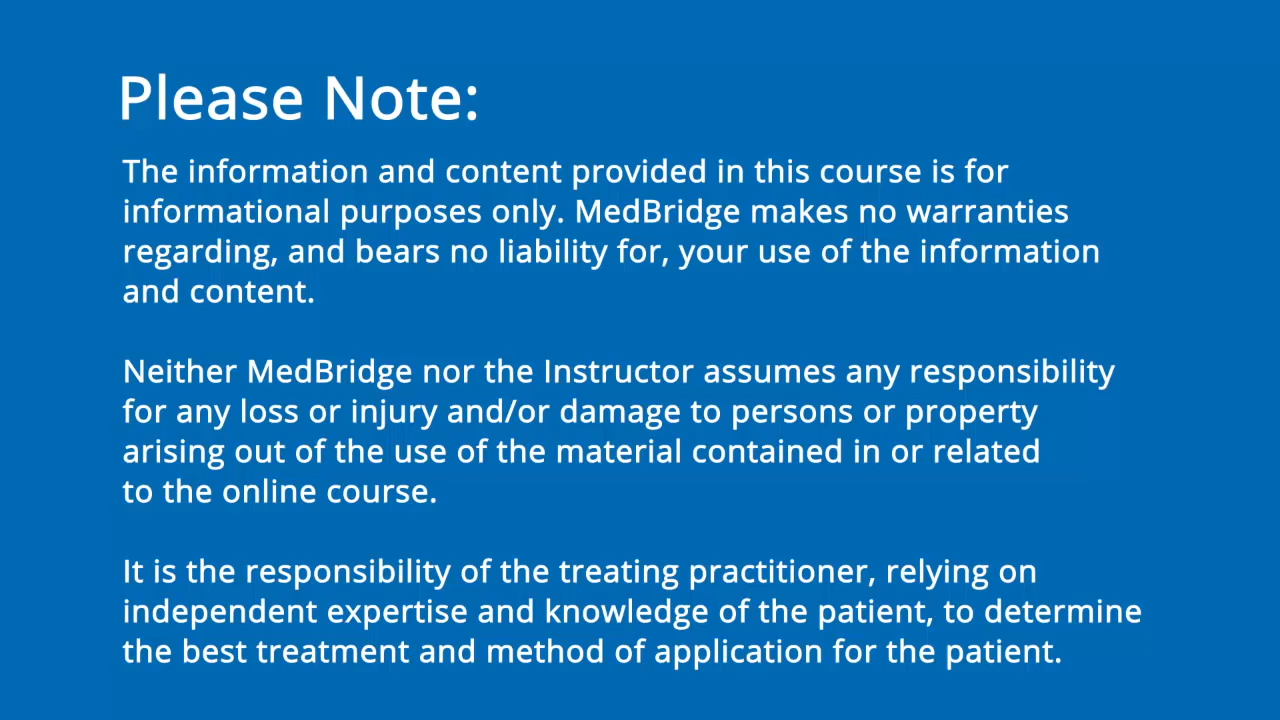 Please Note:
The information and content provided in this course is for
informational purposes only. MedBridge makes no warranties
regarding, and bears no liability for, your use of the information
and content.
Neither MedBridge nor the Instructor assumes any responsibility
for any loss or injury and/or damage to persons or property
arising out of the use of the material contained in or related
to the online course.
It is the responsibility of the treating practitioner, relying on
independent expertise and knowledge of the patient, to determine
the best treatment and method of application for the patient.